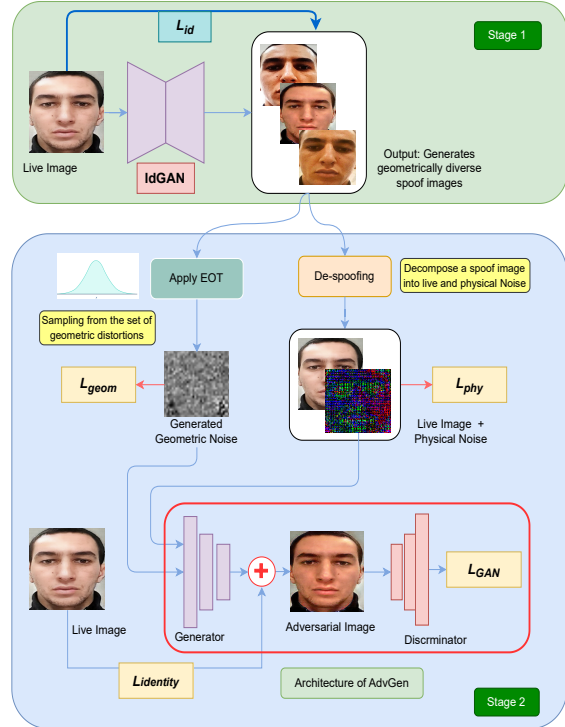 L_id
Stage 1
Live Image
IdGAN
Output: Generates
geometrically diverse
spoof images
Apply EOT
De-spoofing
Decompose a spoof image
into live and physical Noise
Sampling from the set of
geometric distortions
L_geom
L_phy
Generated
Geometric Noise
Live Image +
Physical Noise
L_GAN
Live Image
Generator
Adversarial Image
Discrminator
L_identity
Architecture of AdvGen
Stage 2